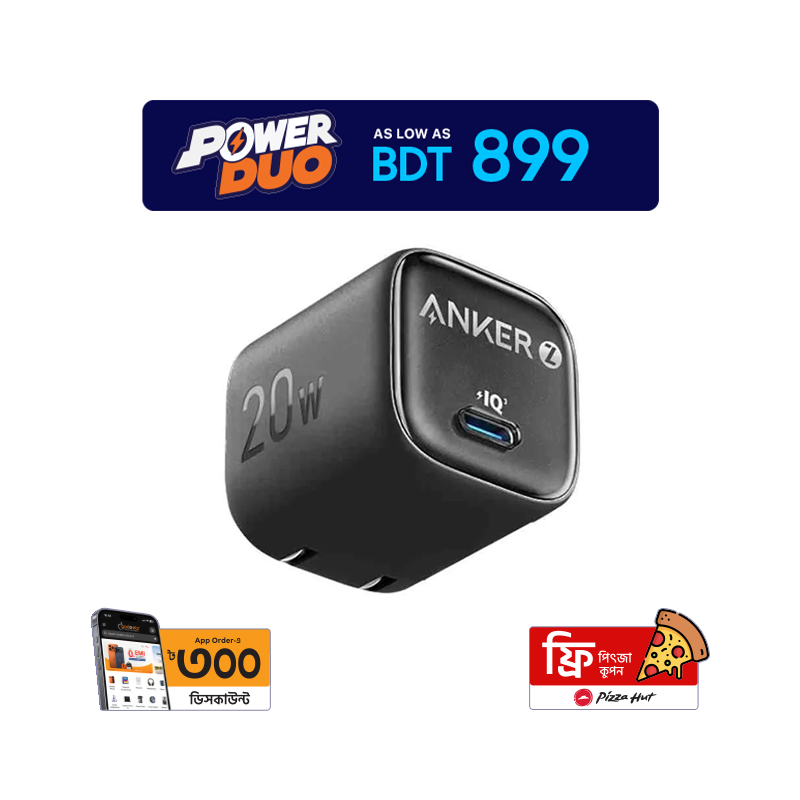 POWER
DUO
AS LOW AS
BDT 899
ANKER Z
IQ³
20W
App Order-এ
৳৩০০
ডিসকাউন্ট
ফ্রি
পিৎজা
কুপন
Pizza Hut